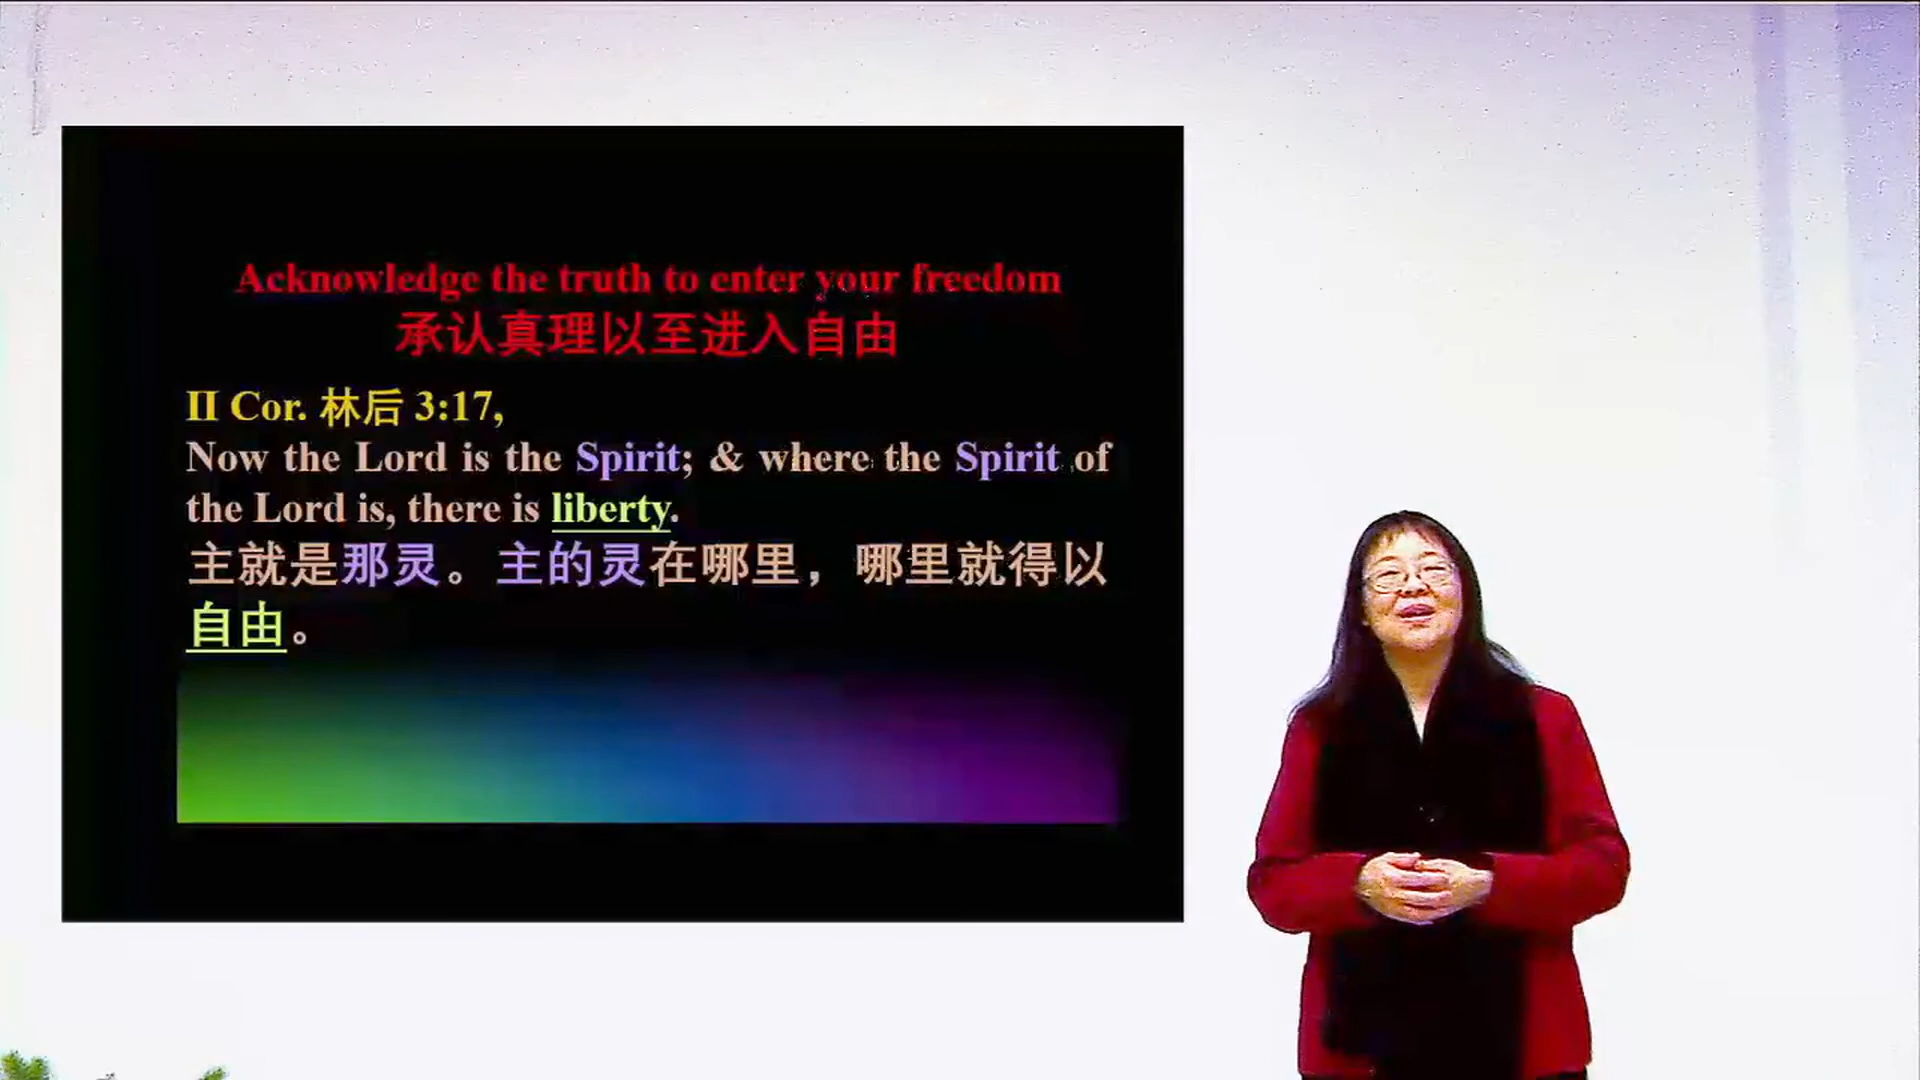 Acknowledge the truth to enter your freedom
承认真理以至进入自由
II Cor. 林后 3:17,
Now the Lord is the Spirit; & where the Spirit of
the Lord is, there is liberty.
主就是那灵。主的灵在哪里，哪里就得以
自由。